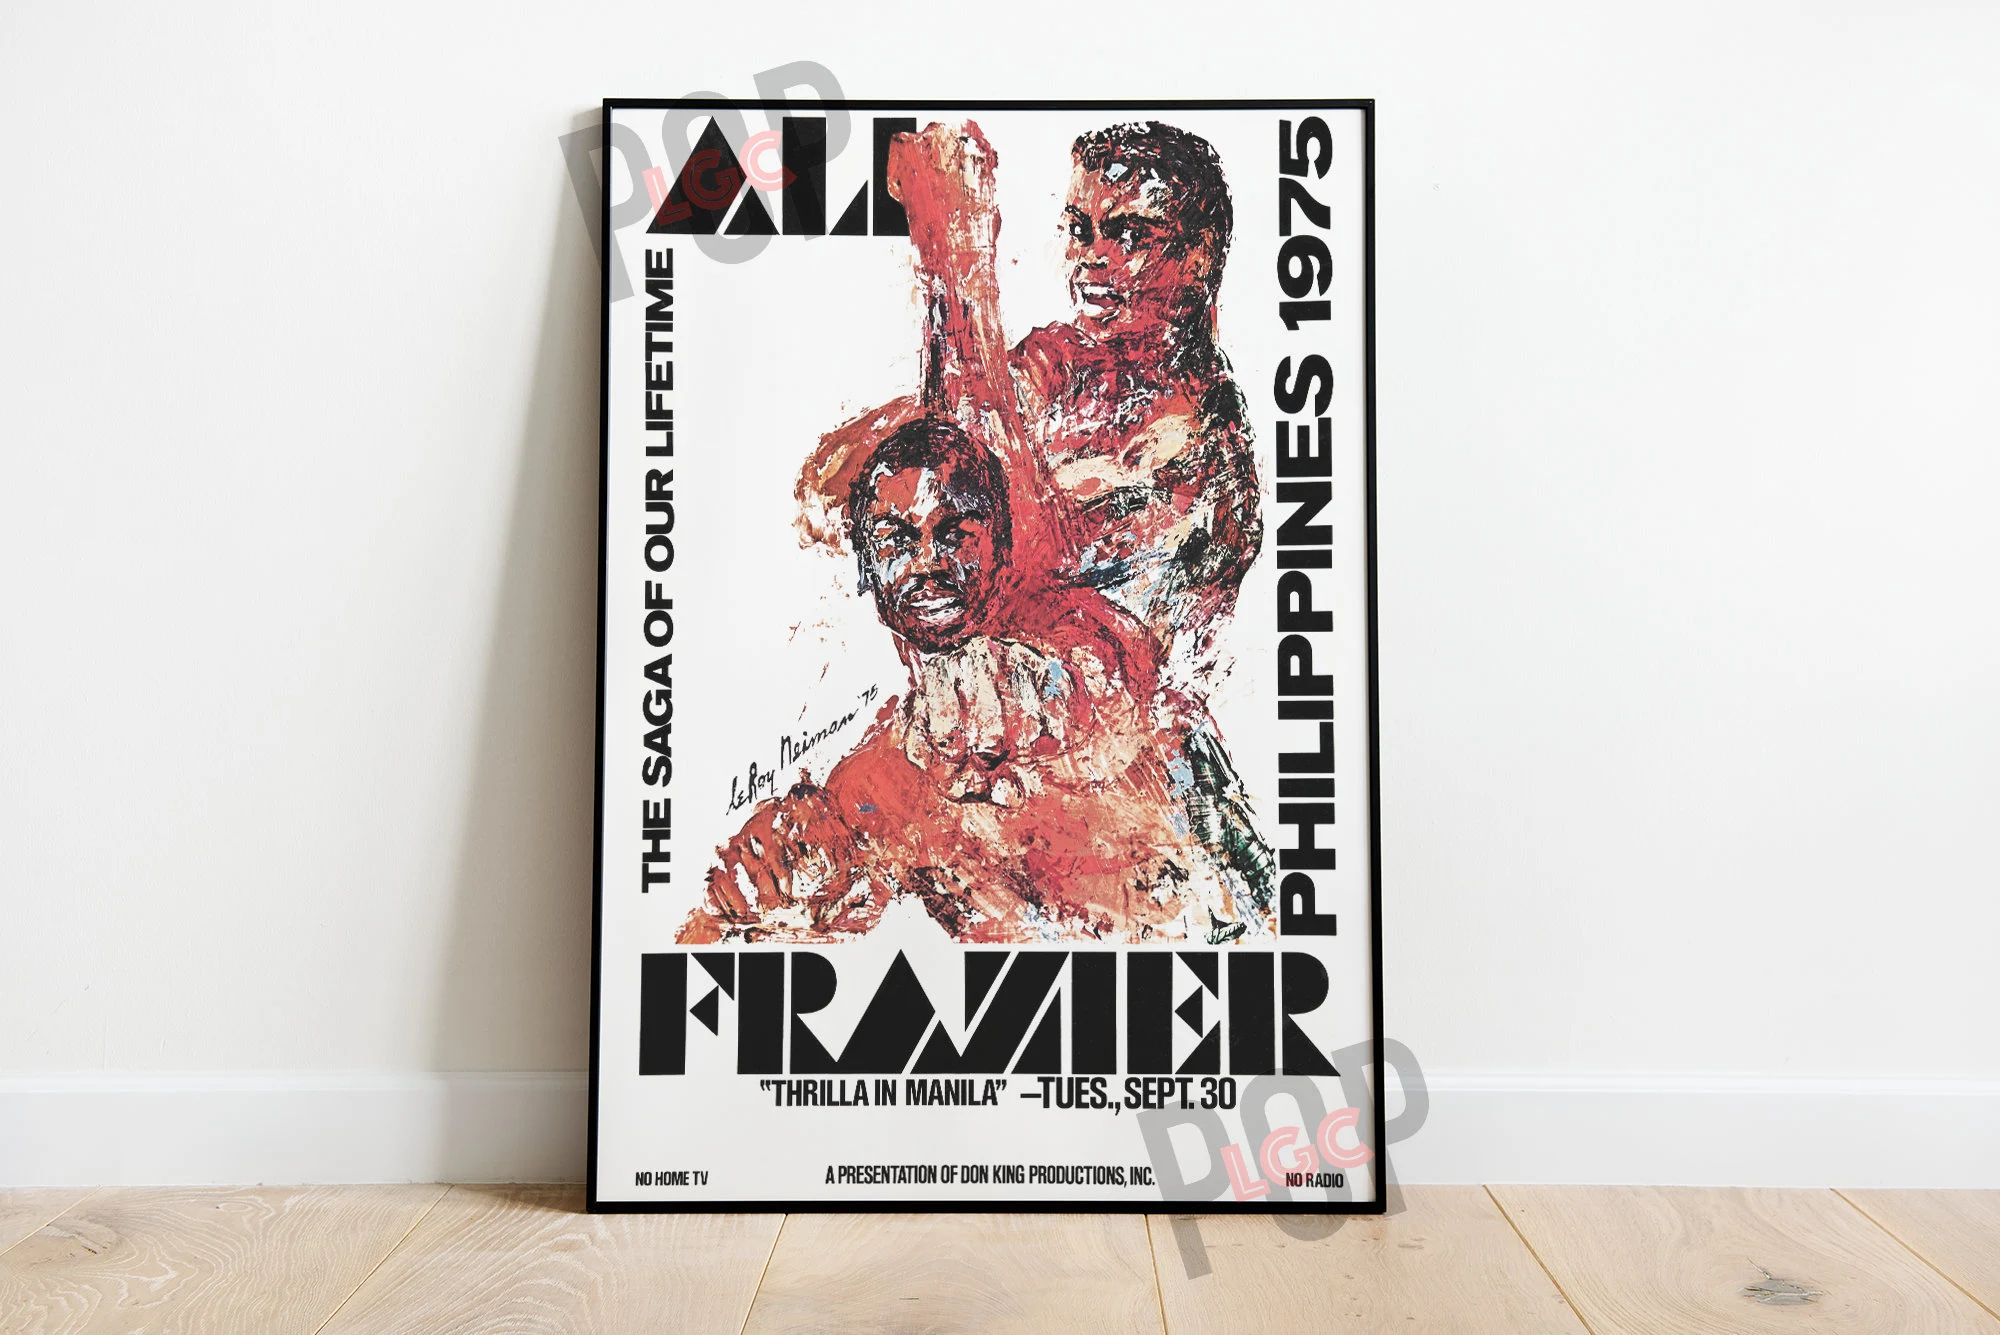 ALI
THE SAGA OF OUR LIFETIME
PHILIPPINES 1975
LeRoy Neiman '75
FRAZIER
"THRILLA IN MANILA" –TUES., SEPT. 30
NO HOME TV
A PRESENTATION OF DON KING PRODUCTIONS, INC.
NO RADIO
POP
LGC
POP
LGC